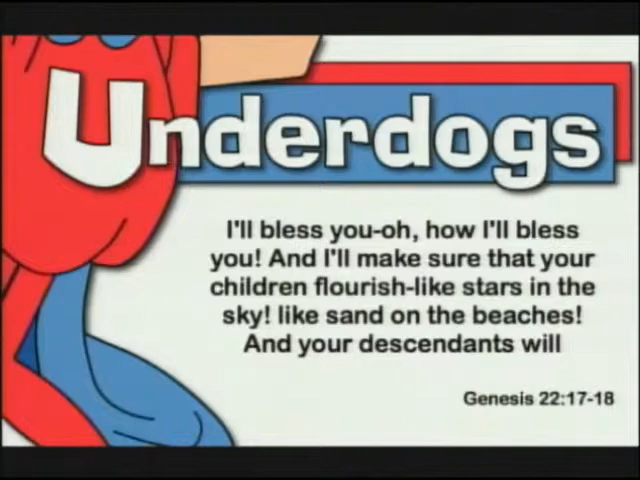 Underdogs
I'll bless you-oh, how I'll bless
you! And I'll make sure that your
children flourish-like stars in the
sky! like sand on the beaches!
And your descendants will
Genesis 22:17-18